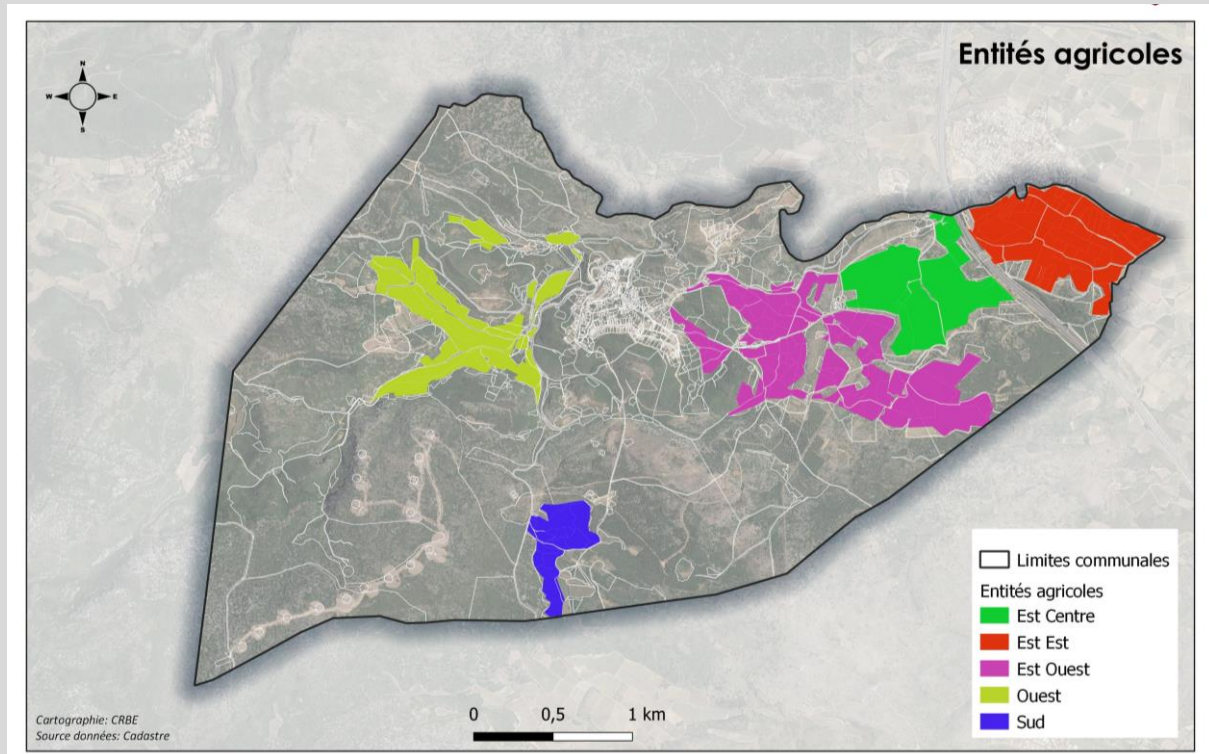 Entités agricoles
N
W E
S
Limites communales
Entités agricoles
Est Centre
Est Est
Est Ouest
Ouest
Sud
Cartographie: CRBE
Source données: Cadastre
0 0,5 1 km